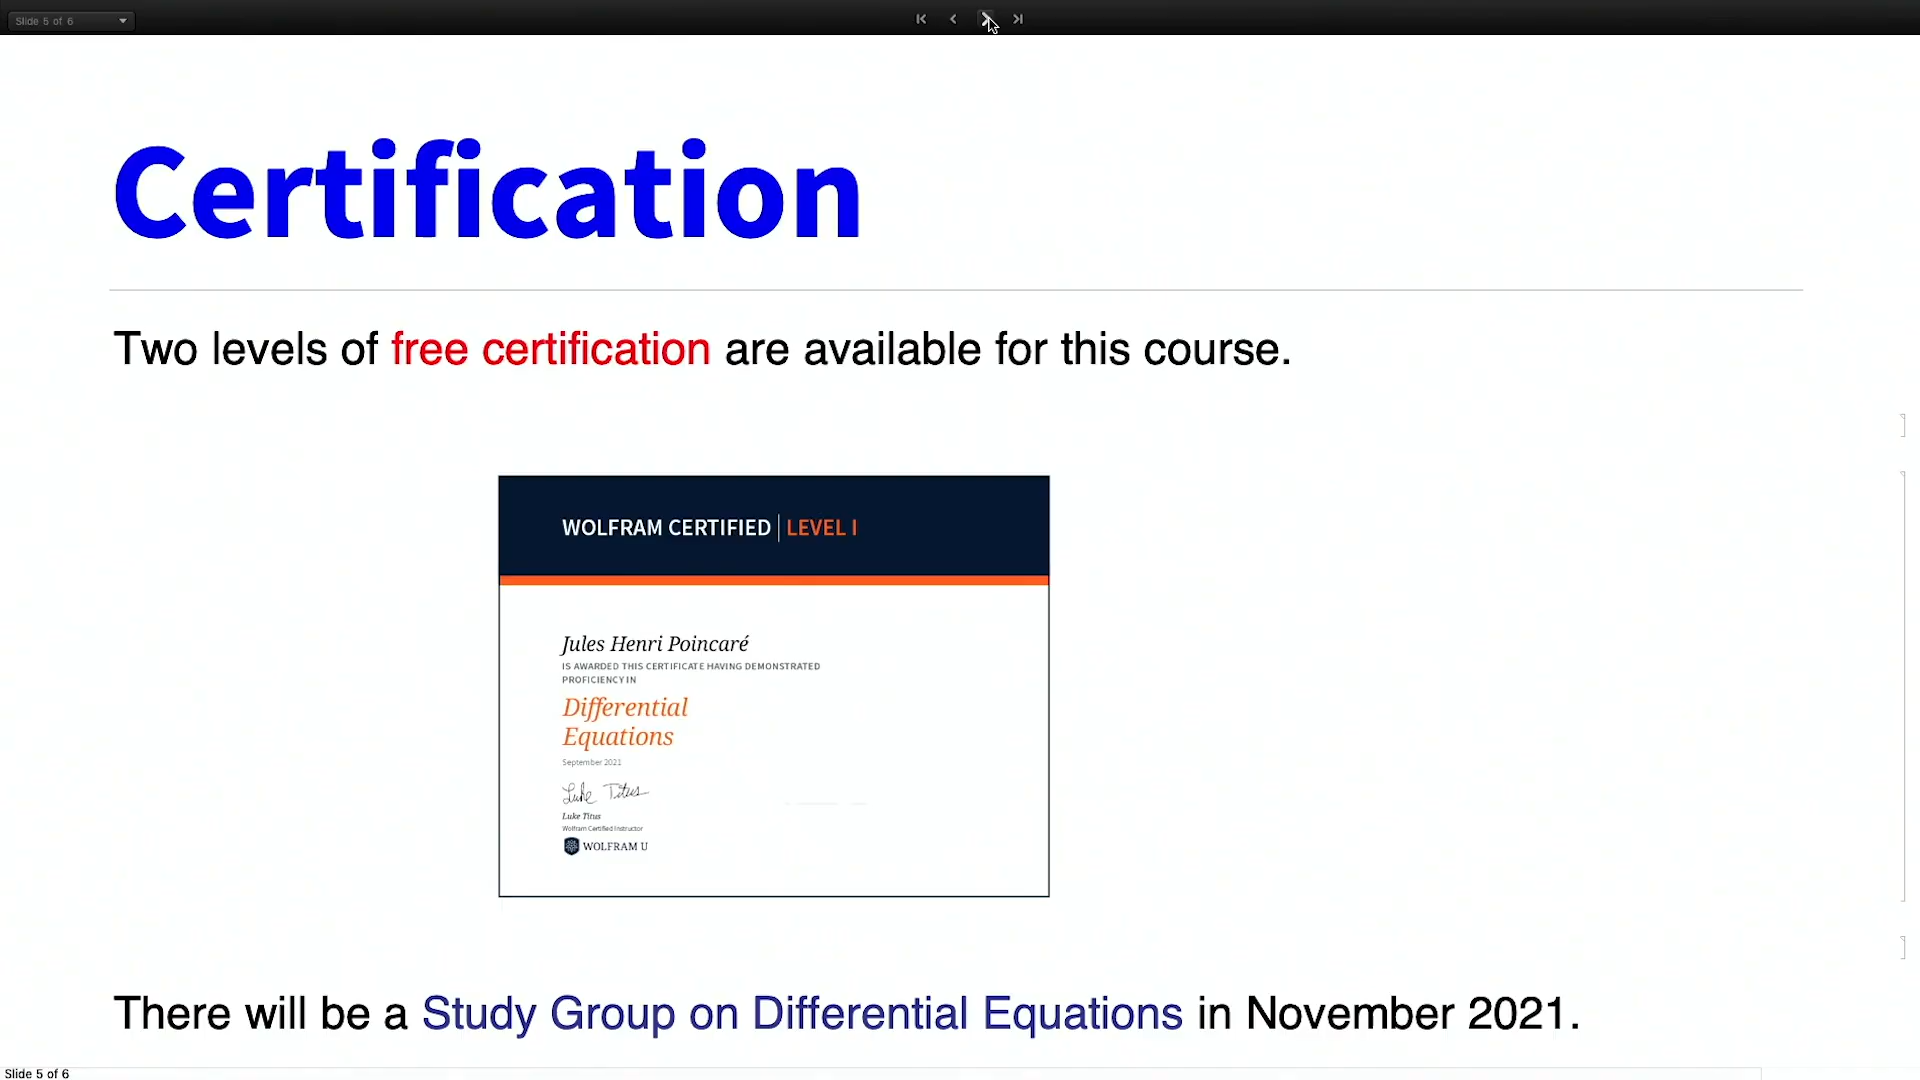 Slide 5 of 6
Certification
Two levels of free certification are available for this course.
WOLFRAM CERTIFIED | LEVEL I
Jules Henri Poincaré
IS AWARDED THIS CERTIFICATE HAVING DEMONSTRATED
PROFICIENCY IN
Differential
Equations
September 2021
Luke Titus
Luke Titus
Wolfram Certified Instructor
WOLFRAM U
There will be a Study Group on Differential Equations in November 2021.
Slide 5 of 6